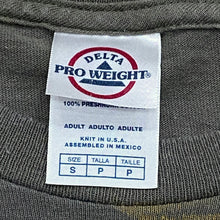 DELTA
PRO WEIGHT®
100% PRESHRUNK
ADULT ADULTO ADULTE
KNIT IN U.S.A.
ASSEMBLED IN MEXICO
SIZE TALLA TAILLE
S P P